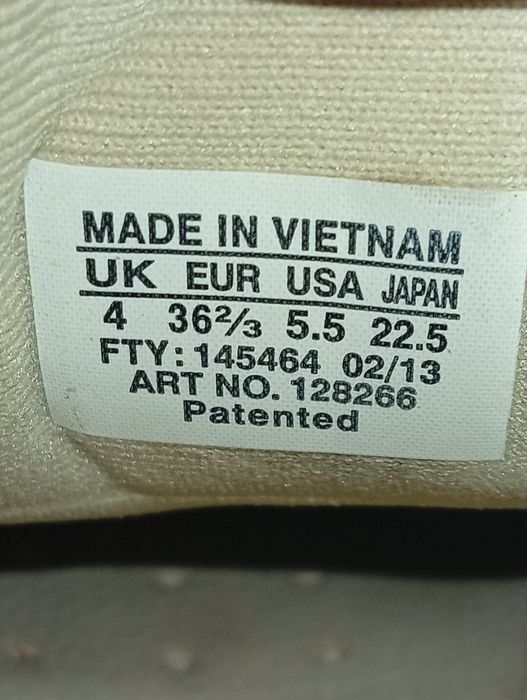 MADE IN VIETNAM
UK EUR USA JAPAN
4 36⅔ 5.5 22.5
FTY: 145464 02/13
ART NO. 128266
Patented